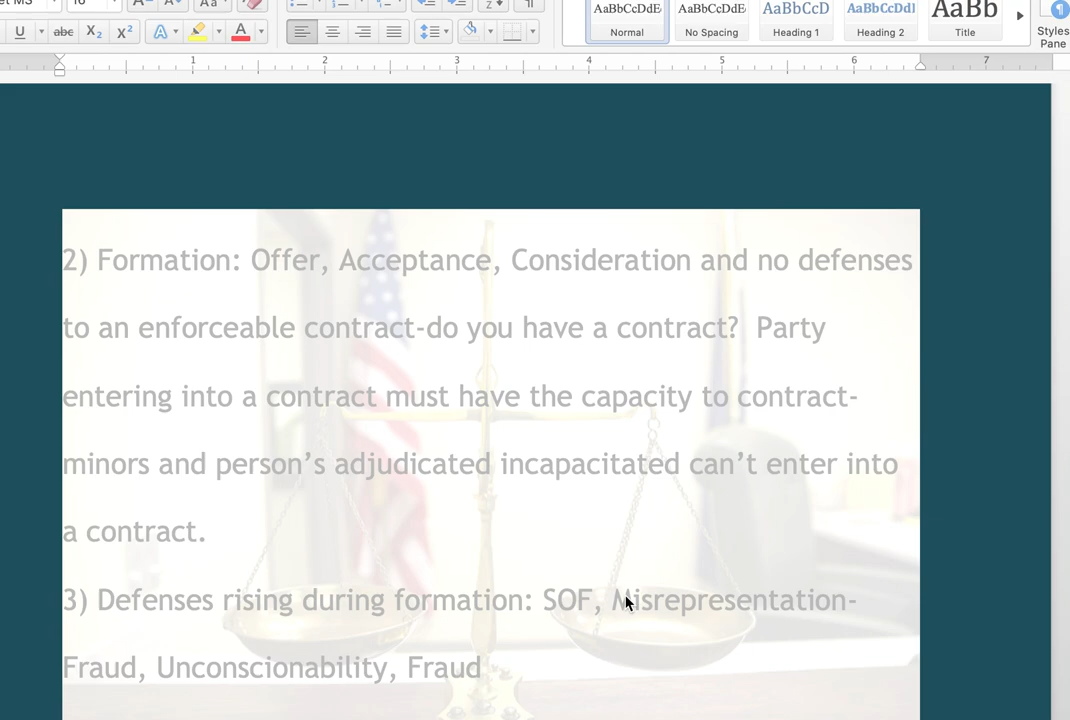 16
Aa
U abc X2 X2 A A
AaBbCcDdE AaBbCcDdE AaBbCcD AaBbCcDdI AaBb
Normal No Spacing Heading 1 Heading 2 Title Styles
Pane
1 2 3 4 5 6 7
2) Formation: Offer, Acceptance, Consideration and no defenses
to an enforceable contract-do you have a contract?  Party
entering into a contract must have the capacity to contract-
minors and person’s adjudicated incapacitated can’t enter into
a contract.
3) Defenses rising during formation: SOF, Misrepresentation-
Fraud, Unconscionability, Fraud